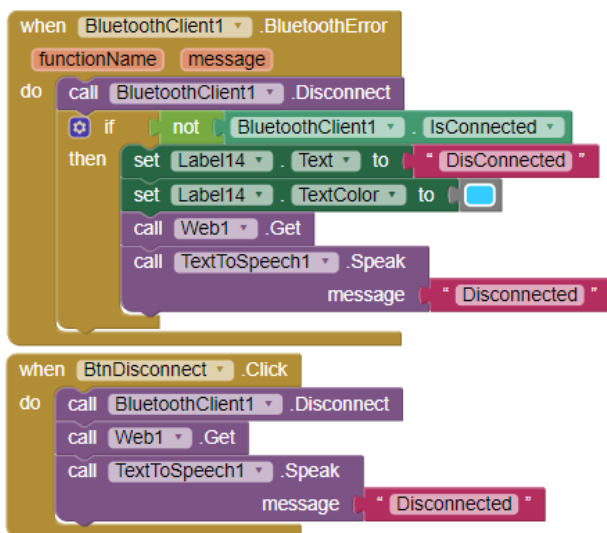 when BluetoothClient1 .BluetoothError
functionName message
do call BluetoothClient1 .Disconnect
if not BluetoothClient1 . IsConnected
then set Label14 . Text to " DisConnected "
set Label14 . TextColor to
call Web1 .Get
call TextToSpeech1 .Speak
message " Disconnected "
when BtnDisconnect .Click
do call BluetoothClient1 .Disconnect
call Web1 .Get
call TextToSpeech1 .Speak
message " Disconnected "